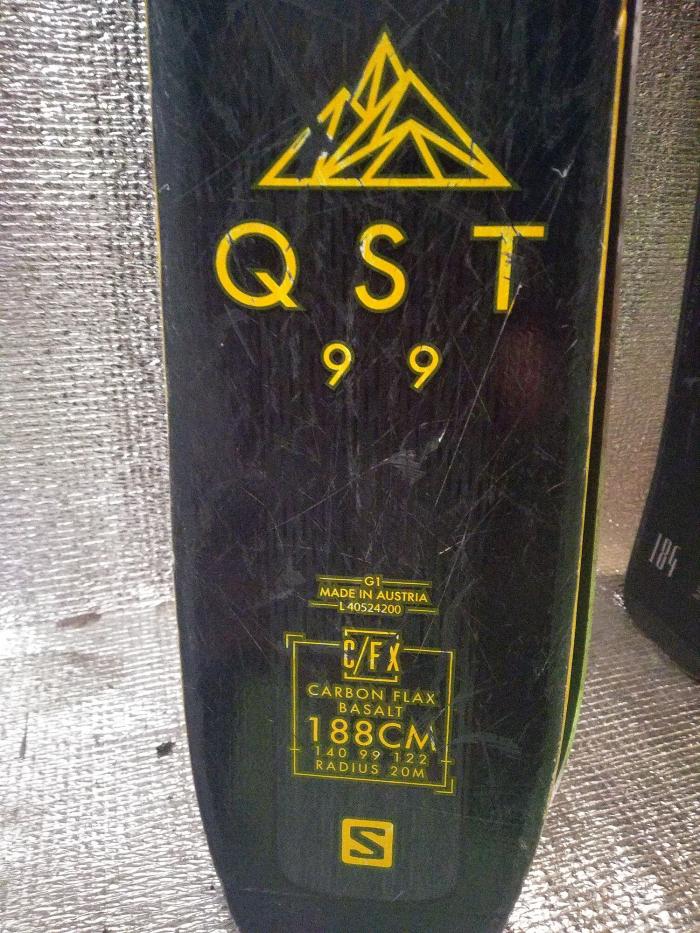 QST
99
G1
MADE IN AUSTRIA
L40524200
C/FX
CARBON FLAX
BASALT
188CM
140 99 122
RADIUS 20M
S
184